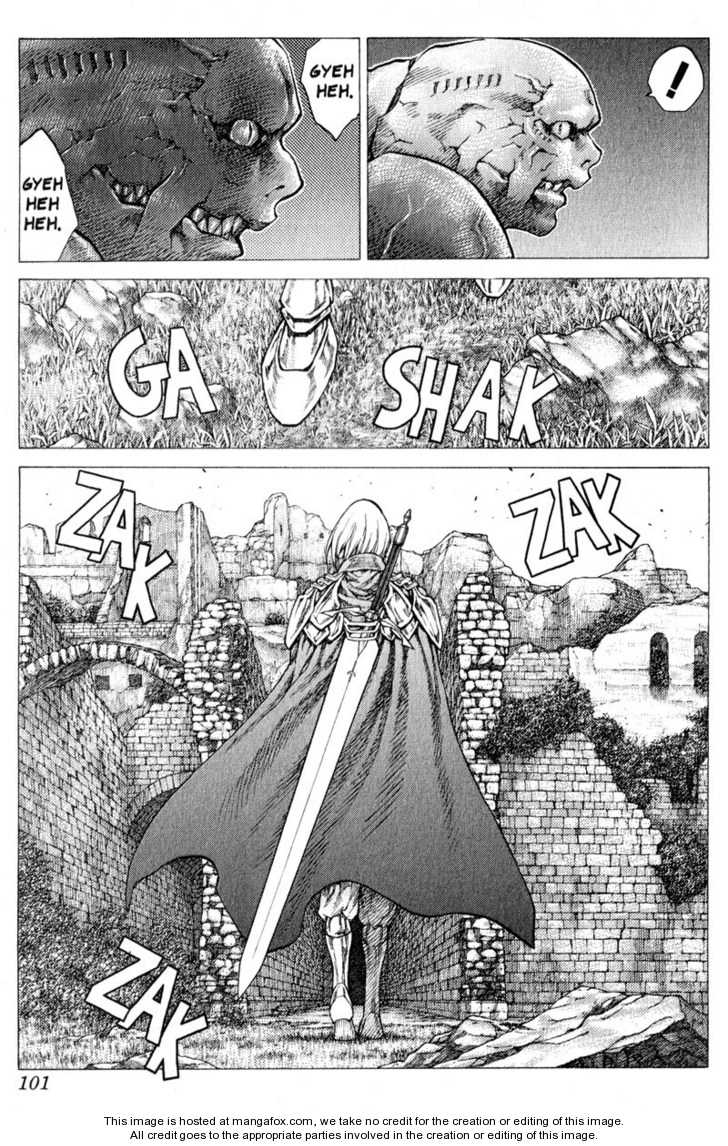 GYEH
HEH.
GYEH
HEH
HEH.
!
GA
SHAK
ZAK
ZAK
ZAK
101
This image is hosted at mangafox.com, we take no credit for the creation or editing of this image.
All credit goes to the appropriate parties involved in the creation or editing of this image.